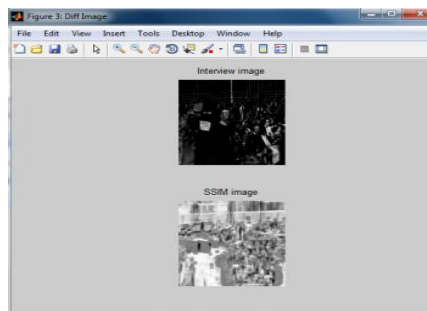 Figure 3: Diff Image
File Edit View Insert Tools Desktop Window Help
Interview image
SSIM image